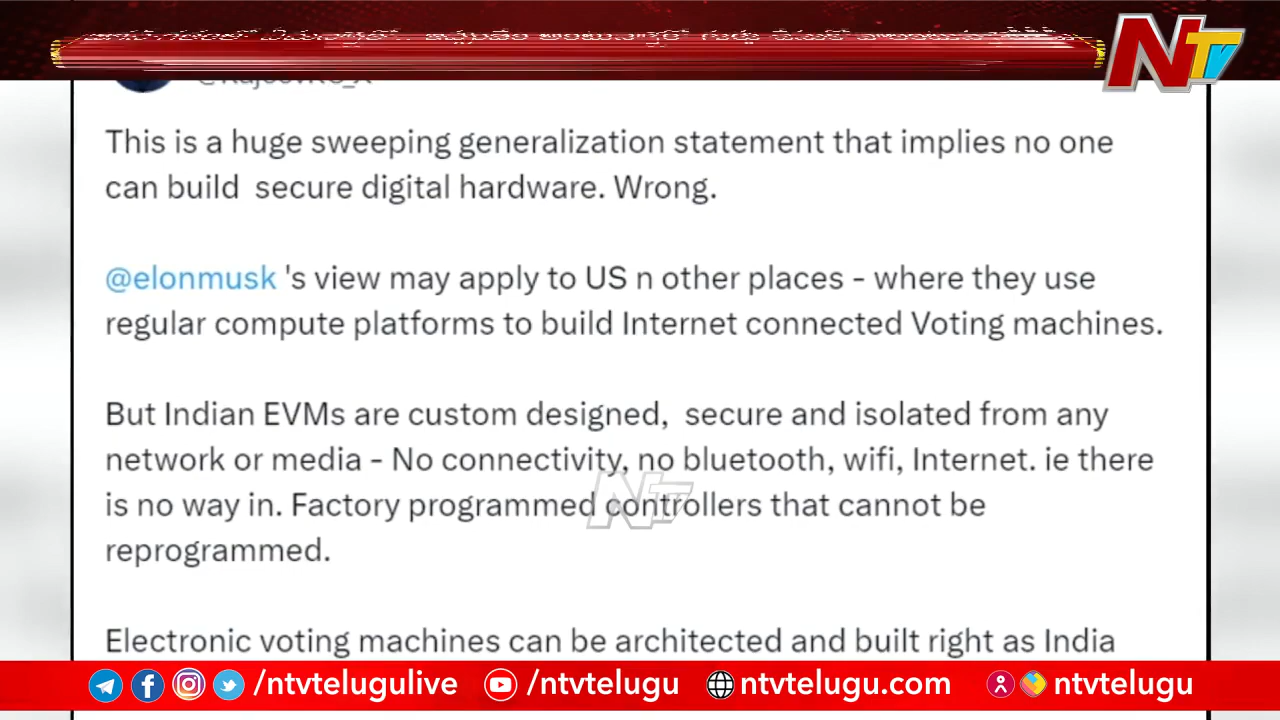 NTV
This is a huge sweeping generalization statement that implies no one
can build secure digital hardware. Wrong.
@elonmusk 's view may apply to US n other places - where they use
regular compute platforms to build Internet connected Voting machines.
But Indian EVMs are custom designed, secure and isolated from any
network or media - No connectivity, no bluetooth, wifi, Internet. ie there
is no way in. Factory programmed controllers that cannot be
reprogrammed.
NTV
Electronic voting machines can be architected and built right as India
/ntvtelugulive /ntvtelugu ntvtelugu.com ntvtelugu